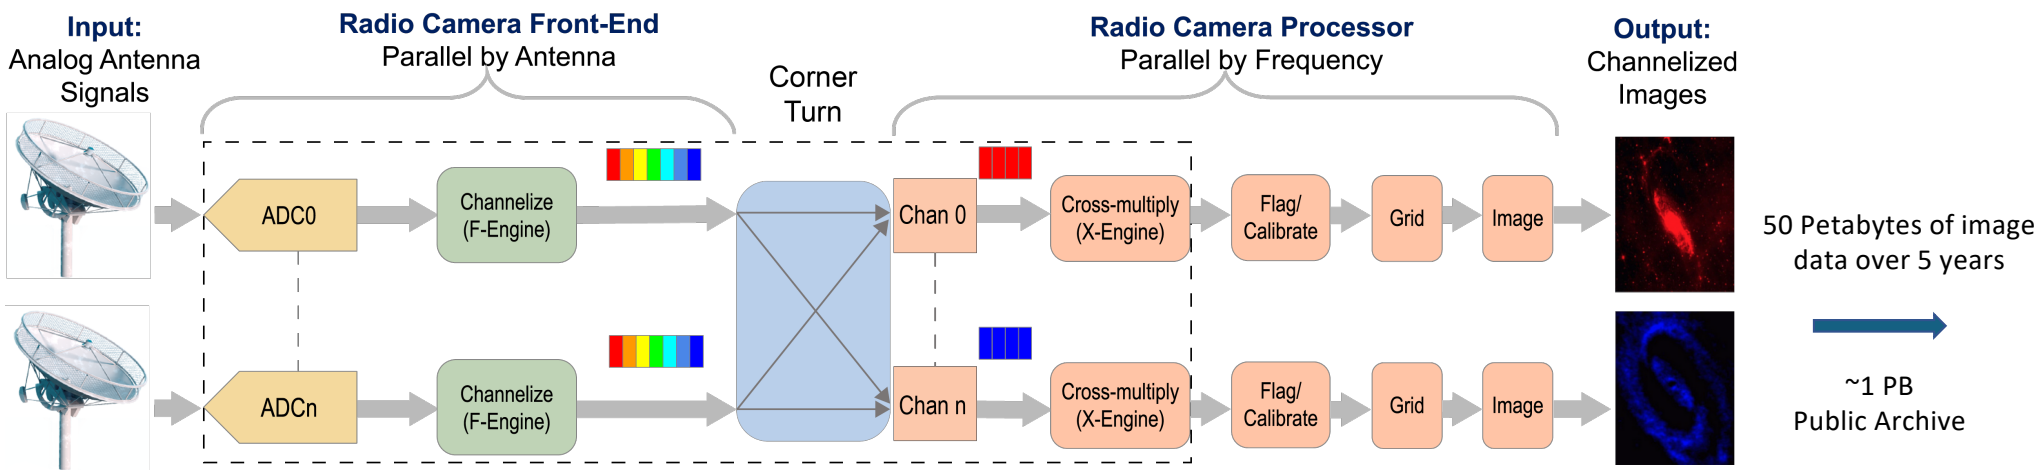 Input:
Analog Antenna
Signals
Radio Camera Front-End
Parallel by Antenna
Corner
Turn
Radio Camera Processor
Parallel by Frequency
Output:
Channelized
Images
ADC0
Channelize
(F-Engine)
Chan 0
Cross-multiply
(X-Engine)
Flag/
Calibrate
Grid
Image
ADCn
Channelize
(F-Engine)
Chan n
Cross-multiply
(X-Engine)
Flag/
Calibrate
Grid
Image
50 Petabytes of image
data over 5 years
~1 PB
Public Archive